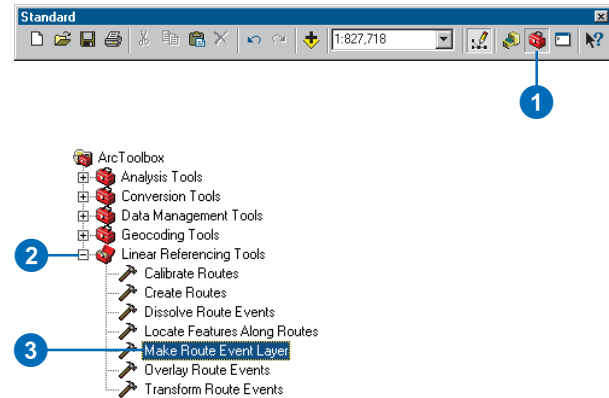 Standard
1:827,718
1
ArcToolbox
Analysis Tools
Conversion Tools
Data Management Tools
Geocoding Tools
2 Linear Referencing Tools
Calibrate Routes
Create Routes
Dissolve Route Events
Locate Features Along Routes
3 Make Route Event Layer
Overlay Route Events
Transform Route Events